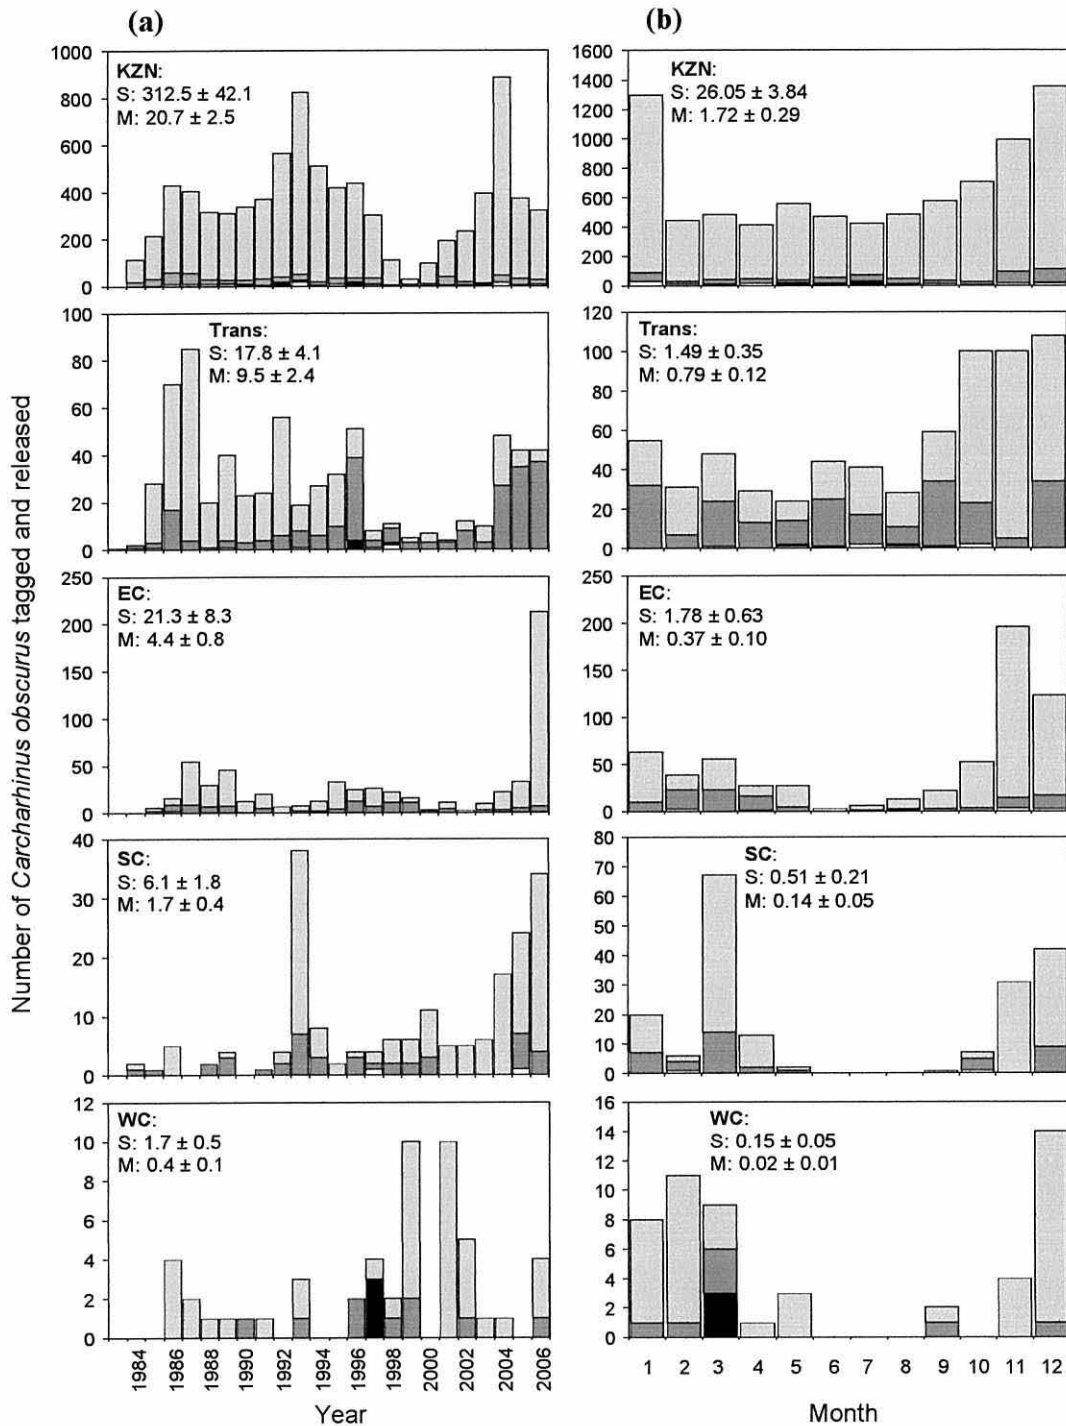 (a)
(b)
Number of Carcharhinus obscurus tagged and released
1000
800
600
400
200
0
KZN:
S: 312.5 ± 42.1
M: 20.7 ± 2.5
1600
1400
1200
1000
800
600
400
200
0
KZN:
S: 26.05 ± 3.84
M: 1.72 ± 0.29
100
80
60
40
20
0
Trans:
S: 17.8 ± 4.1
M: 9.5 ± 2.4
120
100
80
60
40
20
0
Trans:
S: 1.49 ± 0.35
M: 0.79 ± 0.12
250
200
150
100
50
0
EC:
S: 21.3 ± 8.3
M: 4.4 ± 0.8
250
200
150
100
50
0
EC:
S: 1.78 ± 0.63
M: 0.37 ± 0.10
40
30
20
10
0
SC:
S: 6.1 ± 1.8
M: 1.7 ± 0.4
80
70
60
50
40
30
20
10
0
SC:
S: 0.51 ± 0.21
M: 0.14 ± 0.05
12
10
8
6
4
2
0
WC:
S: 1.7 ± 0.5
M: 0.4 ± 0.1
16
14
12
10
8
6
4
2
0
WC:
S: 0.15 ± 0.05
M: 0.02 ± 0.01
1984 1986 1988 1990 1992 1994 1996 1998 2000 2002 2004 2006
Year
1 2 3 4 5 6 7 8 9 10 11 12
Month